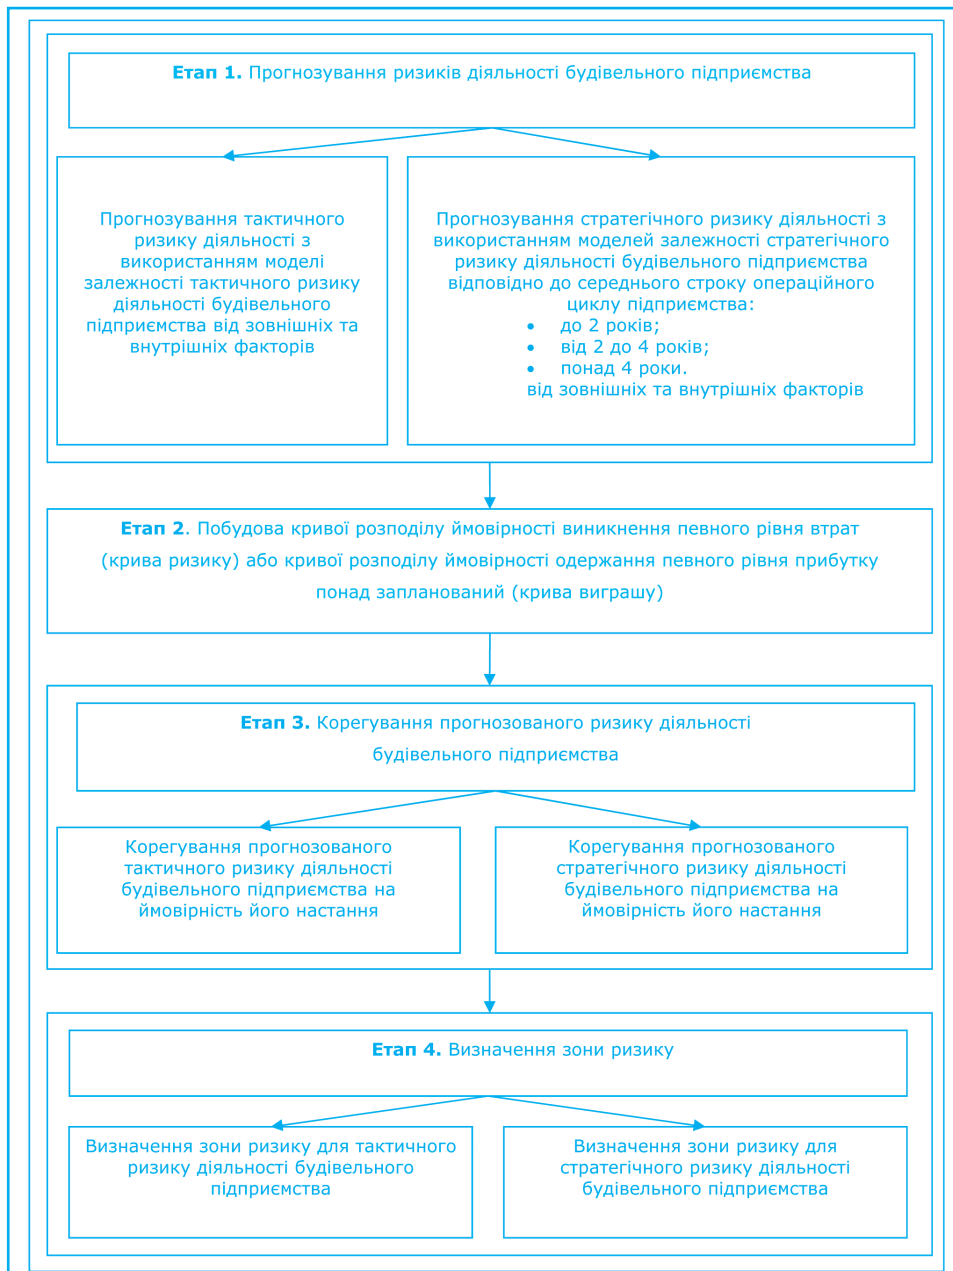 Етап 1. Прогнозування ризиків діяльності будівельного підприємства
Прогнозування тактичного
ризику діяльності з
використанням моделі
залежності тактичного ризику
діяльності будівельного
підприємства від зовнішніх та
внутрішніх факторів
Прогнозування стратегічного ризику діяльності з
використанням моделей залежності стратегічного
ризику діяльності будівельного підприємства
відповідно до середнього строку операційного
циклу підприємства:
• до 2 років;
• від 2 до 4 років;
• понад 4 роки.
від зовнішніх та внутрішніх факторів
Етап 2. Побудова кривої розподілу ймовірності виникнення певного рівня втрат
(крива ризику) або кривої розподілу ймовірності одержання певного рівня прибутку
понад запланований (крива виграшу)
Етап 3. Корегування прогнозованого ризику діяльності
будівельного підприємства
Корегування прогнозованого
тактичного ризику діяльності
будівельного підприємства на
ймовірність його настання
Корегування прогнозованого
стратегічного ризику діяльності
будівельного підприємства на
ймовірність його настання
Етап 4. Визначення зони ризику
Визначення зони ризику для тактичного
ризику діяльності будівельного
підприємства
Визначення зони ризику для
стратегічного ризику діяльності
будівельного підприємства